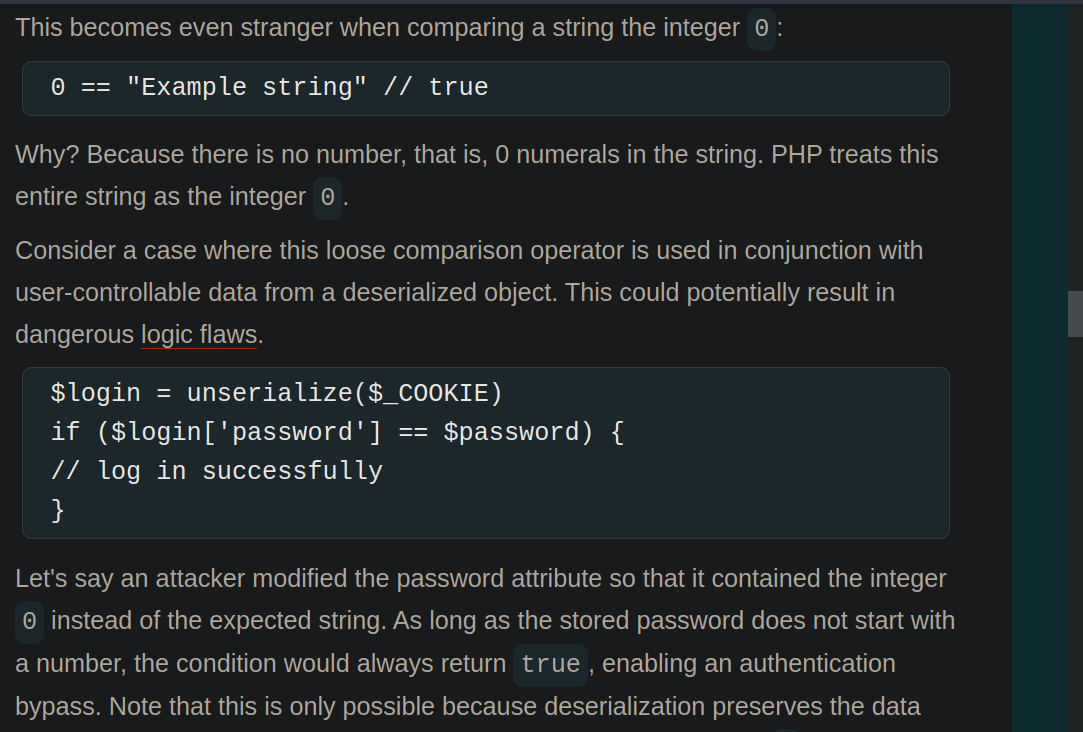 This becomes even stranger when comparing a string the integer 0:
0 == "Example string" // true
Why? Because there is no number, that is, 0 numerals in the string. PHP treats this
entire string as the integer 0.
Consider a case where this loose comparison operator is used in conjunction with
user-controllable data from a deserialized object. This could potentially result in
dangerous logic flaws.
$login = unserialize($_COOKIE)
if ($login['password'] == $password) {
// log in successfully
}
Let's say an attacker modified the password attribute so that it contained the integer
0 instead of the expected string. As long as the stored password does not start with
a number, the condition would always return true, enabling an authentication
bypass. Note that this is only possible because deserialization preserves the data